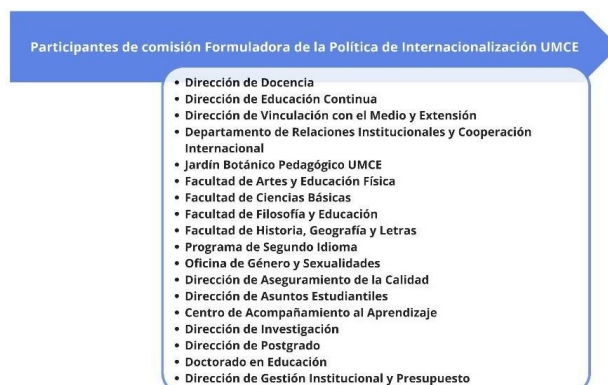 Participantes de comisión Formuladora de la Política de Internacionalización UMCE
• Dirección de Docencia
• Dirección de Educación Continua
• Dirección de Vinculación con el Medio y Extensión
• Departamento de Relaciones Institucionales y Cooperación
Internacional
• Jardín Botánico Pedagógico UMCE
• Facultad de Artes y Educación Física
• Facultad de Ciencias Básicas
• Facultad de Filosofía y Educación
• Facultad de Historia, Geografía y Letras
• Programa de Segundo Idioma
• Oficina de Género y Sexualidades
• Dirección de Aseguramiento de la Calidad
• Dirección de Asuntos Estudiantiles
• Centro de Acompañamiento al Aprendizaje
• Dirección de Investigación
• Dirección de Postgrado
• Doctorado en Educación
• Dirección de Gestión Institucional y Presupuesto